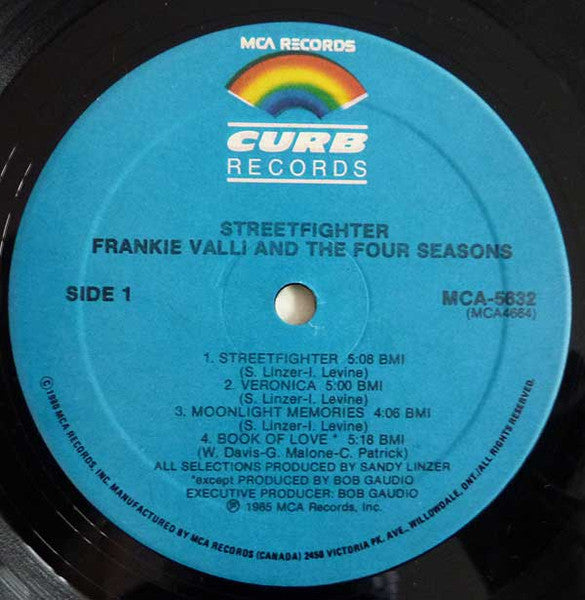 MCA RECORDS
CURB
RECORDS
STREETFIGHTER
FRANKIE VALLI AND THE FOUR SEASONS
SIDE 1
MCA-5632
(MCA4664)
1. STREETFIGHTER 5:08 BMI
(S. Linzer-I. Levine)
2. VERONICA 5:00 BMI
(S. Linzer-I. Levine)
3. MOONLIGHT MEMORIES 4:06 BMI
(S. Linzer-I. Levine)
4. BOOK OF LOVE * 5:18 BMI
(W. Davis-G. Malone-C. Patrick)
ALL SELECTIONS PRODUCED BY SANDY LINZER
*except PRODUCED BY BOB GAUDIO
EXECUTIVE PRODUCER: BOB GAUDIO
℗ 1985 MCA Records, Inc.
©1980 MCA RECORDS, INC. MANUFACTURED BY MCA RECORDS (CANADA) 2450 VICTORIA PK. AVE., WILLOWDALE, ONT./ALL RIGHTS RESERVED.